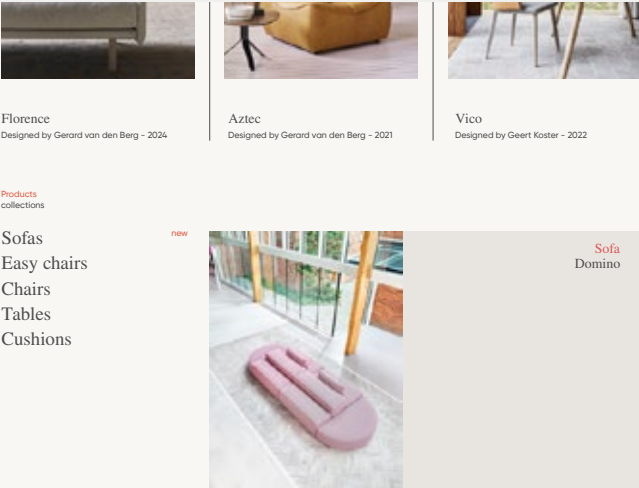 Florence
Designed by Gerard van den Berg - 2024
Aztec
Designed by Gerard van den Berg - 2021
Vico
Designed by Geert Koster - 2022
Products
collections
Sofas
new
Easy chairs
Chairs
Tables
Cushions
Sofa
Domino